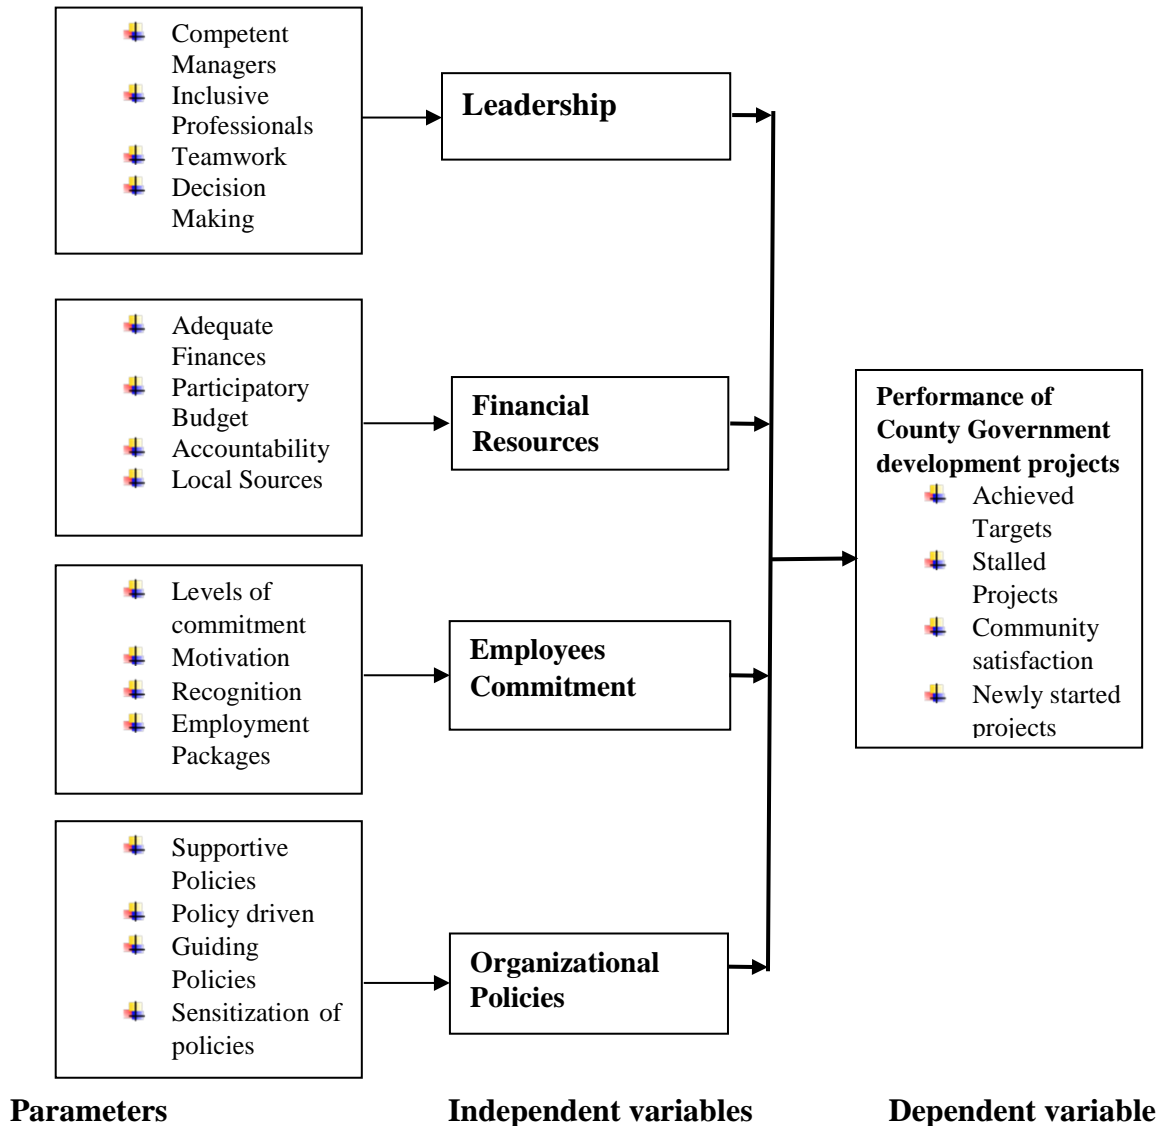 Competent
Managers
Inclusive
Professionals
Teamwork
Decision
Making
Leadership
Adequate
Finances
Participatory
Budget
Accountability
Local Sources
Financial
Resources
Levels of
commitment
Motivation
Recognition
Employment
Packages
Employees
Commitment
Supportive
Policies
Policy driven
Guiding
Policies
Sensitization of
policies
Organizational
Policies
Performance of
County Government
development projects
Achieved
Targets
Stalled
Projects
Community
satisfaction
Newly started
projects
Parameters
Independent variables
Dependent variable